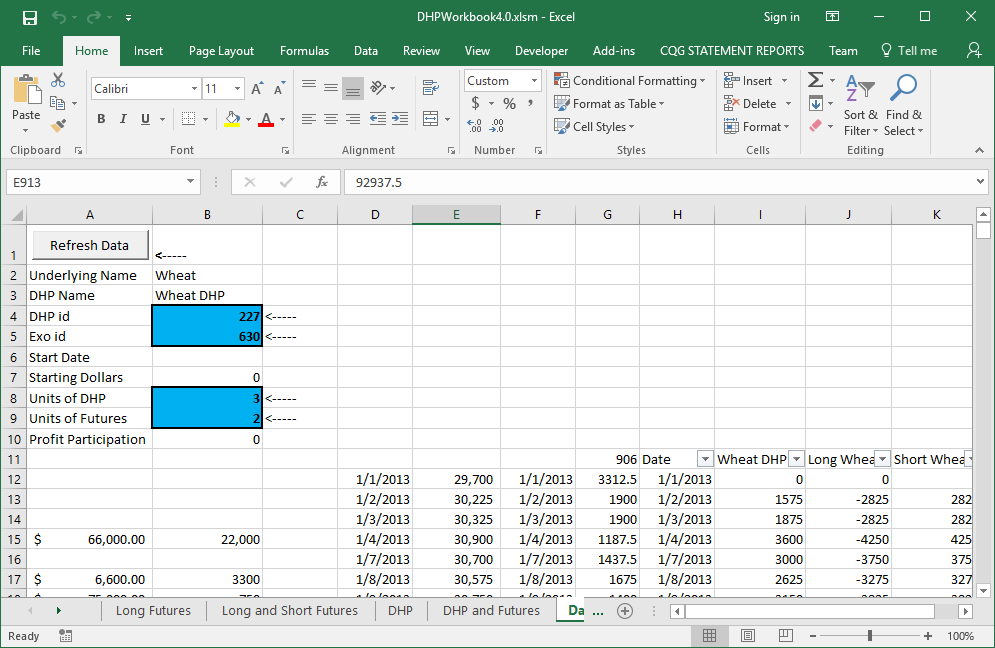 DHPWorkbook4.0.xlsm - Excel Sign in
File Home Insert Page Layout Formulas Data Review View Developer Add-ins CQG STATEMENT REPORTS Team Tell me
Paste
Calibri 11 A A
B I U A
Custom
$ % ,
Conditional Formatting
Format as Table
Cell Styles
Insert
Delete
Format
Sort & Filter
Find & Select
Clipboard Font Alignment Number Styles Cells Editing
E913 fx 92937.5
A B C D E F G H I J K
1 Refresh Data <-----
2 Underlying Name Wheat
3 DHP Name Wheat DHP
4 DHP id 227 <-----
5 Exo id 630 <-----
6 Start Date
7 Starting Dollars 0
8 Units of DHP 3 <-----
9 Units of Futures 2 <-----
10 Profit Participation 0
11 906 Date Wheat DHP Long Whea Short Whea
12 1/1/2013 29,700 1/1/2013 3312.5 1/1/2013 0 0
13 1/2/2013 30,225 1/2/2013 1900 1/2/2013 1575 -2825 282
14 1/3/2013 30,325 1/3/2013 1900 1/3/2013 1875 -2825 282
15 $ 66,000.00 22,000 1/4/2013 30,900 1/4/2013 1187.5 1/4/2013 3600 -4250 425
16 1/7/2013 30,700 1/7/2013 1437.5 1/7/2013 3000 -3750 375
17 $ 6,600.00 3300 1/8/2013 30,575 1/8/2013 1675 1/8/2013 2625 -3275 327
Long Futures Long and Short Futures DHP DHP and Futures Da ...
Ready 100%